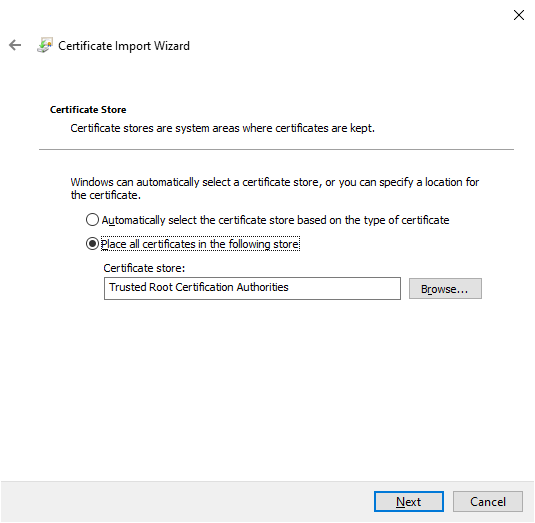 Certificate Import Wizard
Certificate Store
Certificate stores are system areas where certificates are kept.
Windows can automatically select a certificate store, or you can specify a location for
the certificate.
Automatically select the certificate store based on the type of certificate
Place all certificates in the following store
Certificate store:
Trusted Root Certification Authorities
Browse...
Next
Cancel